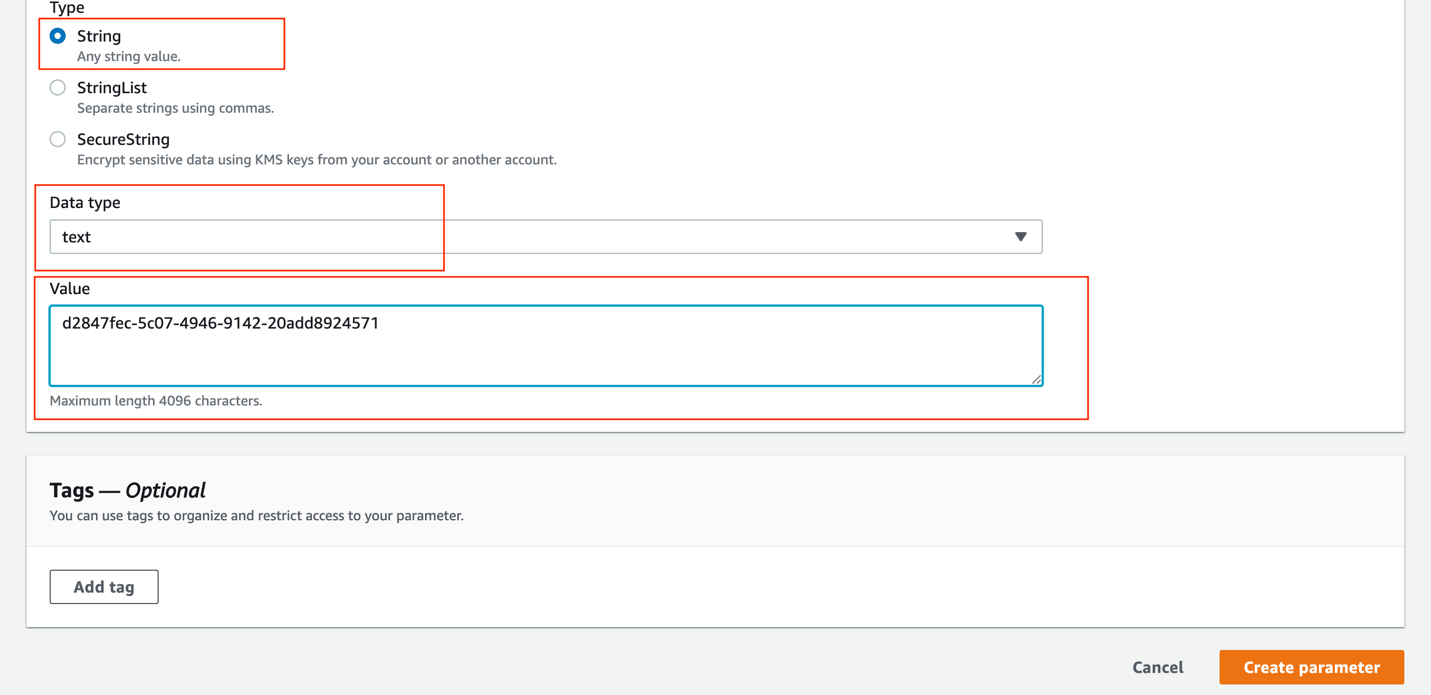 Type
String
Any string value.
StringList
Separate strings using commas.
SecureString
Encrypt sensitive data using KMS keys from your account or another account.
Data type
text
Value
d2847fec-5c07-4946-9142-20add8924571
Maximum length 4096 characters.
Tags — Optional
You can use tags to organize and restrict access to your parameter.
Add tag
Cancel Create parameter